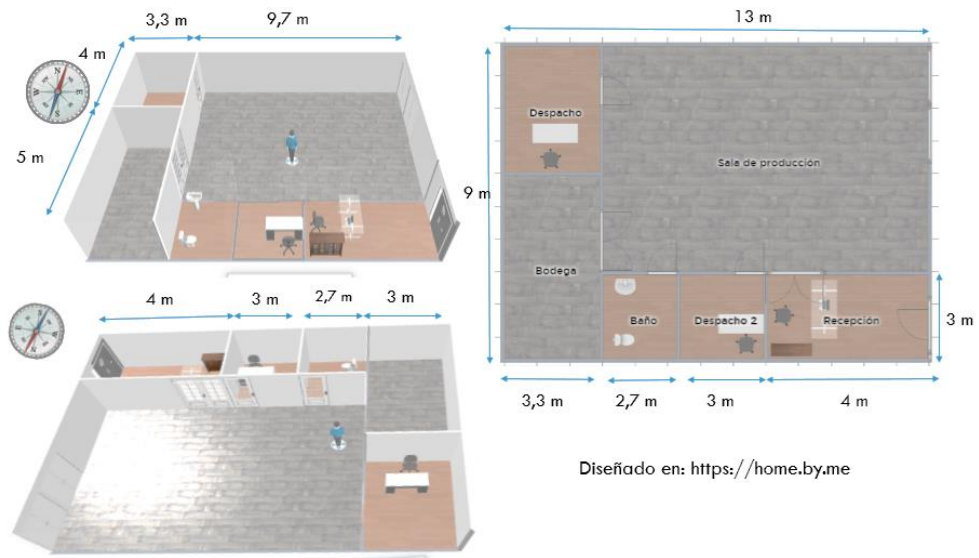 3,3 m
9,7 m
4 m
5 m
N
E
S
W
13 m
Despacho
Sala de producción
9 m
Bodega
Baño
Despacho 2
Recepción
3 m
3,3 m
2,7 m
3 m
4 m
4 m
3 m
2,7 m
3 m
Diseñado en: https://home.by.me